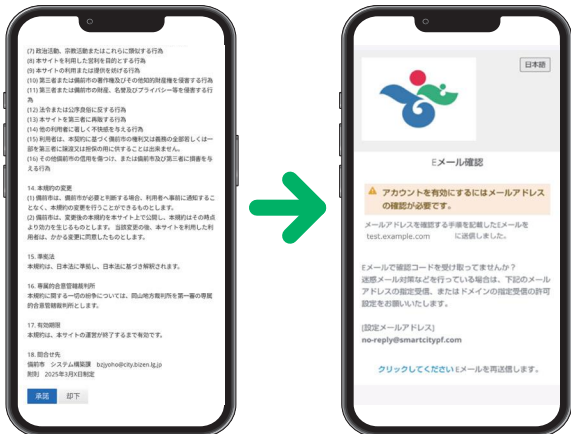 (7) 政治活動、宗教活動またはこれらに類似する行為
(8) 本サイトを利用した営利を目的とする行為
(9) 本サイトの利用または提供を妨げる行為
(10) 第三者または備前市の著作権及びその他知的財産権を侵害する行為
(11) 第三者または備前市の財産、名誉及びプライバシー等を侵害する行
為
(12) 法令または公序良俗に反する行為
(13) 本サイトを第三者に再販する行為
(14) 他の利用者に著しく不快感を与える行為
(15) 利用者は、本契約に基づく備前市の権利又は義務の全部若しくは一
部を第三者に譲渡又は担保の用に供することは出来ません。
(16) その他備前市の信用を傷つけ、または備前市及び第三者に損害を与
える行為
14. 本規約の変更
(1) 備前市は、備前市が必要と判断する場合、利用者へ事前に通知するこ
となく、本規約の変更を行うことができるものとします。
(2) 備前市は、変更後の本規約を本サイト上で公開し、本規約はその時点
より効力を生じるものとします。 当該変更の後、本サイトを利用した利
用者は、かかる変更に同意したものとします。
15. 準拠法
本規約は、日本法に準拠し、日本法に基づき解釈されます。
16. 専属的合意管轄裁判所
本規約に関する一切の紛争については、岡山地方裁判所を第一審の専属
的合意管轄裁判所とします。
17. 有効期限
本規約は、本サイトの運営が終了するまで有効です。
18. 問合せ先
備前市 システム構築課 bzjyoho@city.bizen.lg.jp
附則 2025年3月X日制定
承諾 却下
日本語
Eメール確認
アカウントを有効にするにはメールアドレス
の確認が必要です。
メールアドレスを確認する手順を記載したEメールを
test.example.com に送信しました。
Eメールで確認コードを受け取ってませんか？
迷惑メール対策などを行っている場合は、下記のメール
アドレスの指定受信、またはドメインの指定受信の許可
設定をお願いいたします。
[設定メールアドレス]
no-reply@smartcitypf.com
クリックしてください Eメールを再送信します。